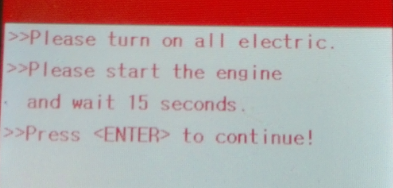 >>Please turn on all electric.
>>Please start the engine
and wait 15 seconds.
>>Press <ENTER> to continue!